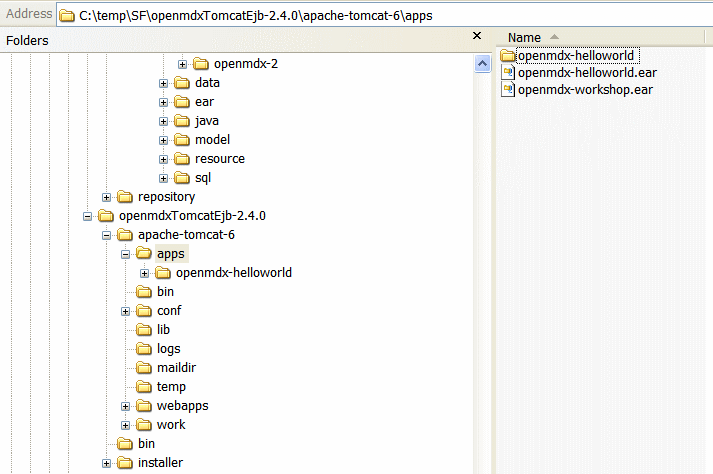 Address C:\temp\SF\openmdxTomcatEjb-2.4.0\apache-tomcat-6\apps
Folders
openmdx-2
data
ear
java
model
resource
sql
repository
openmdxTomcatEjb-2.4.0
apache-tomcat-6
apps
openmdx-helloworld
bin
conf
lib
logs
maildir
temp
webapps
work
bin
installer
Name
openmdx-helloworld
openmdx-helloworld.ear
openmdx-workshop.ear